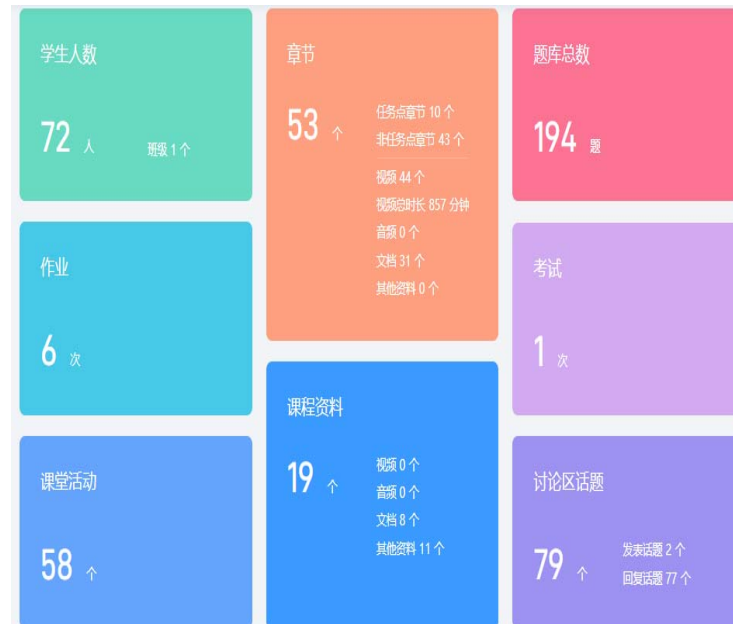 学生人数
72 人 班级 1 个
章节
53 个
任务点章节 10 个
非任务点章节 43 个
视频 44 个
视频总时长 857 分钟
音频 0 个
文档 31 个
其他资料 0 个
题库总数
194 题
作业
6 次
考试
1 次
课程资料
19 个
视频 0 个
音频 0 个
文档 8 个
其他资料 11 个
课堂活动
58 个
讨论区话题
79 个
发表话题 2 个
回复话题 77 个